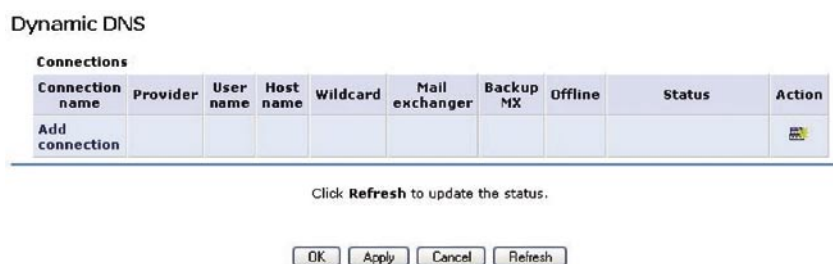 Dynamic DNS
Connections
Connection name Provider User name Host name Wildcard Mail exchanger Backup MX Offline Status Action
Add connection
Click Refresh to update the status.
OK Apply Cancel Refresh